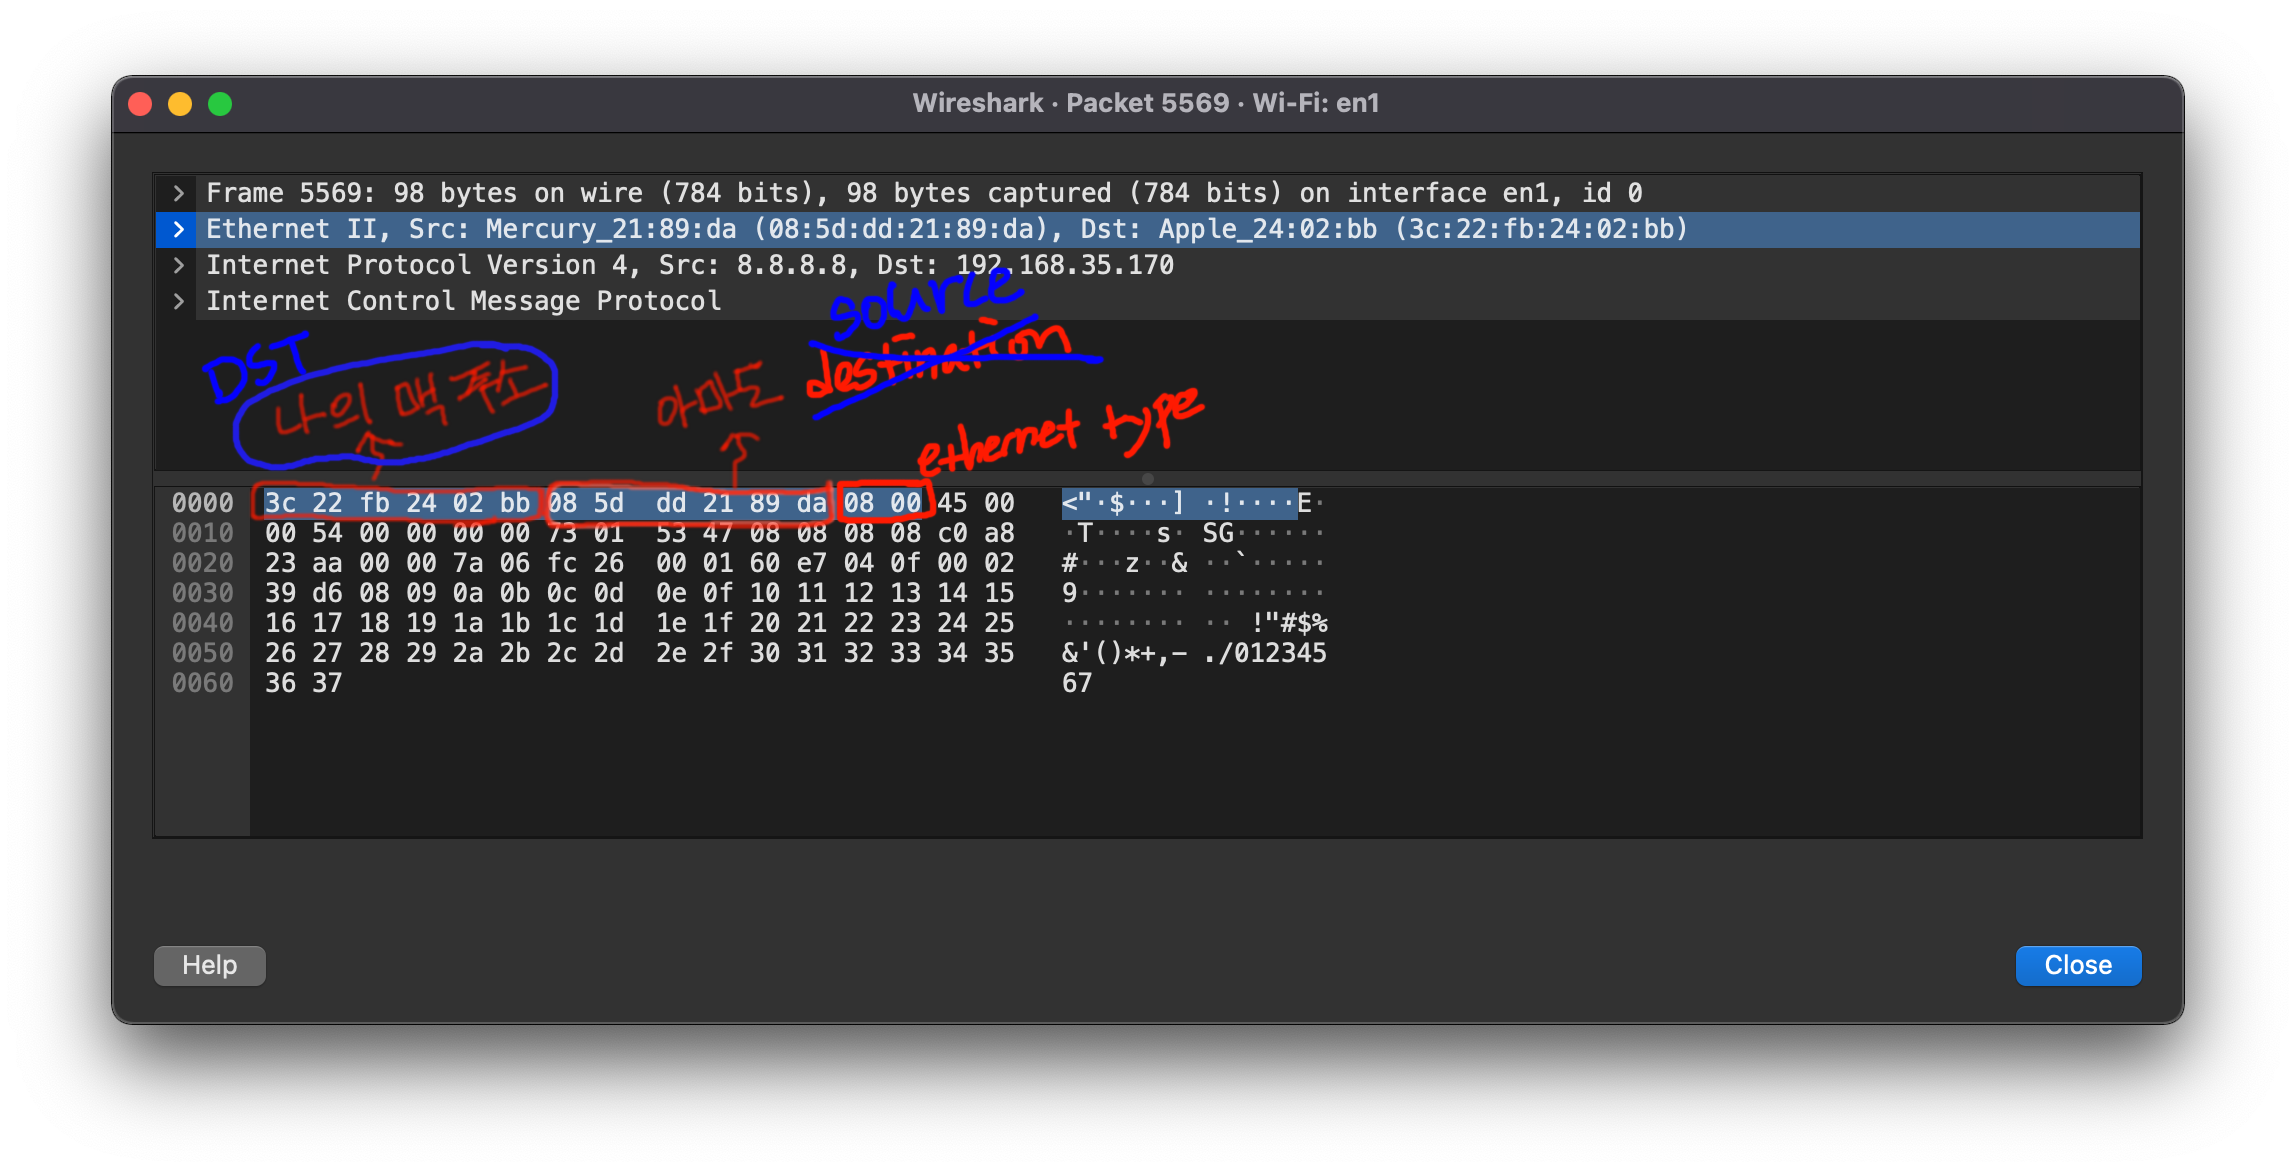 Wireshark · Packet 5569 · Wi-Fi: en1
Frame 5569: 98 bytes on wire (784 bits), 98 bytes captured (784 bits) on interface en1, id 0
Ethernet II, Src: Mercury_21:89:da (08:5d:dd:21:89:da), Dst: Apple_24:02:bb (3c:22:fb:24:02:bb)
Internet Protocol Version 4, Src: 8.8.8.8, Dst: 192.168.35.170
Internet Control Message Protocol
source
DST
나의 맥 주소
아마도 destination
ethernet type
0000 3c 22 fb 24 02 bb 08 5d dd 21 89 da 08 00 45 00 <"·$···] ·!····E·
0010 00 54 00 00 00 00 73 01 53 47 08 08 08 08 c0 a8 ·T····s· SG······
0020 23 aa 00 00 7a 06 fc 26 00 01 60 e7 04 0f 00 02 #···z··& ··`·····
0030 39 d6 08 09 0a 0b 0c 0d 0e 0f 10 11 12 13 14 15 9······· ········
0040 16 17 18 19 1a 1b 1c 1d 1e 1f 20 21 22 23 24 25 ········ ·· !"#$%
0050 26 27 28 29 2a 2b 2c 2d 2e 2f 30 31 32 33 34 35 &'()*+,- ./012345
0060 36 37 67
Help
Close